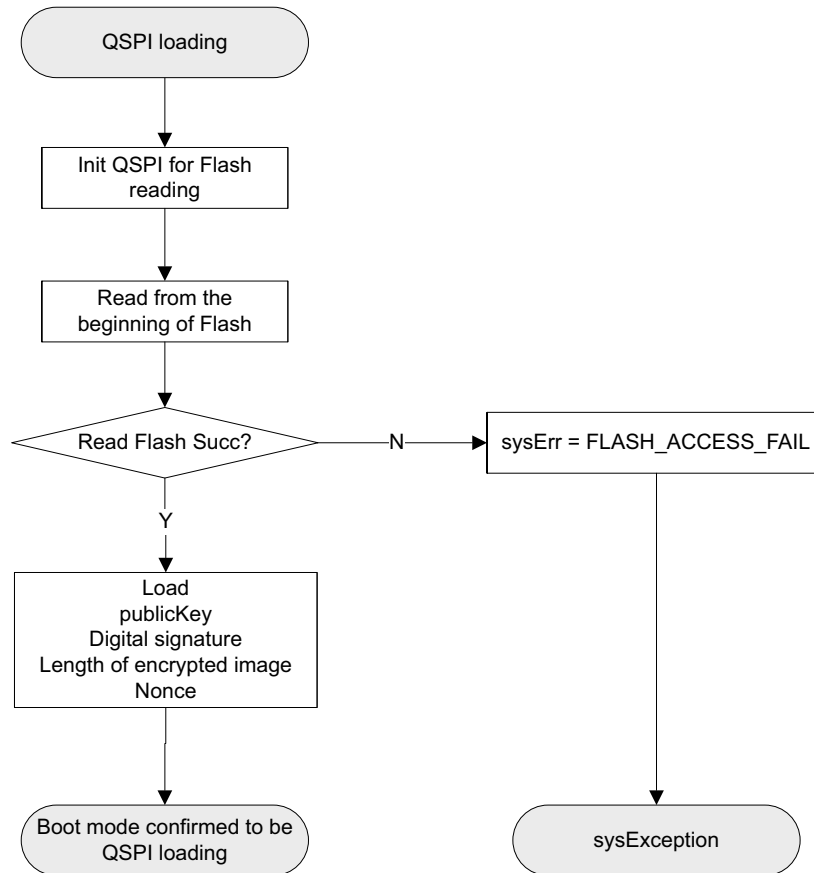 QSPI loading
Init QSPI for Flash
reading
Read from the
beginning of Flash
Read Flash Succ?
N
sysErr = FLASH_ACCESS_FAIL
Y
Load
publicKey
Digital signature
Length of encrypted image
Nonce
Boot mode confirmed to be
QSPI loading
sysException